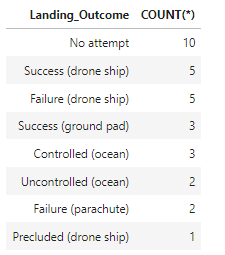 Landing_Outcome COUNT(*)
No attempt 10
Success (drone ship) 5
Failure (drone ship) 5
Success (ground pad) 3
Controlled (ocean) 3
Uncontrolled (ocean) 2
Failure (parachute) 2
Precluded (drone ship) 1